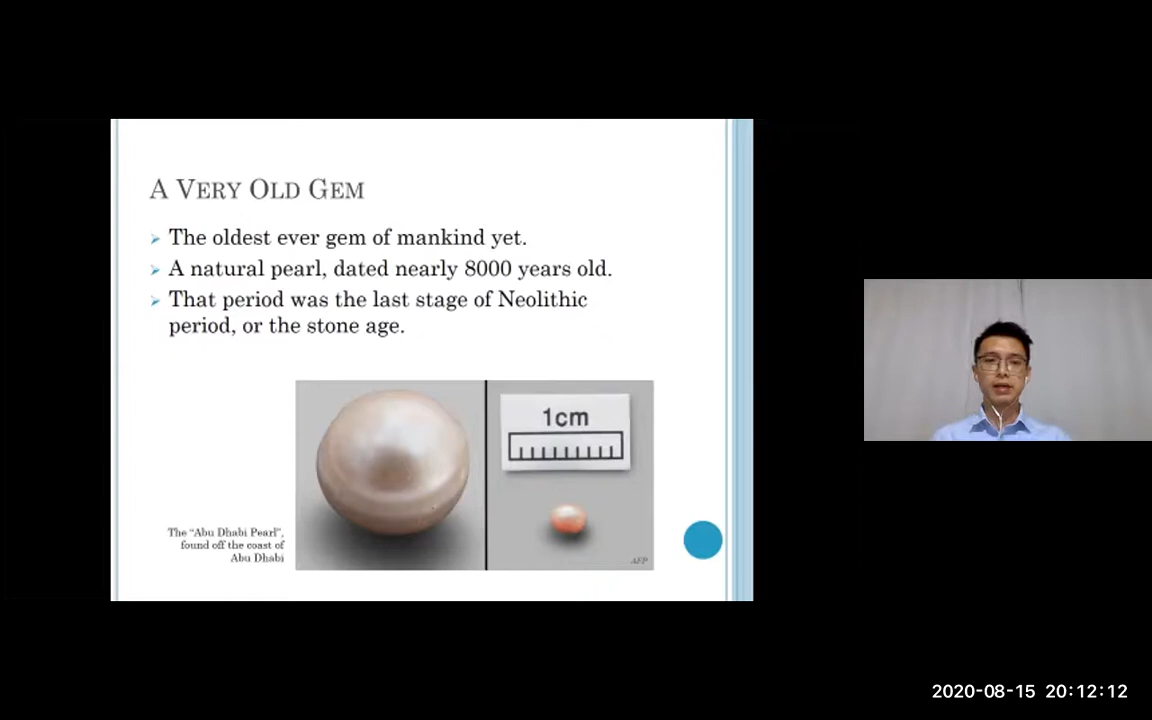 A VERY OLD GEM
The oldest ever gem of mankind yet.
A natural pearl, dated nearly 8000 years old.
That period was the last stage of Neolithic
period, or the stone age.
1cm
The “Abu Dhabi Pearl”,
found off the coast of
Abu Dhabi
AFP
2020-08-15 20:12:12